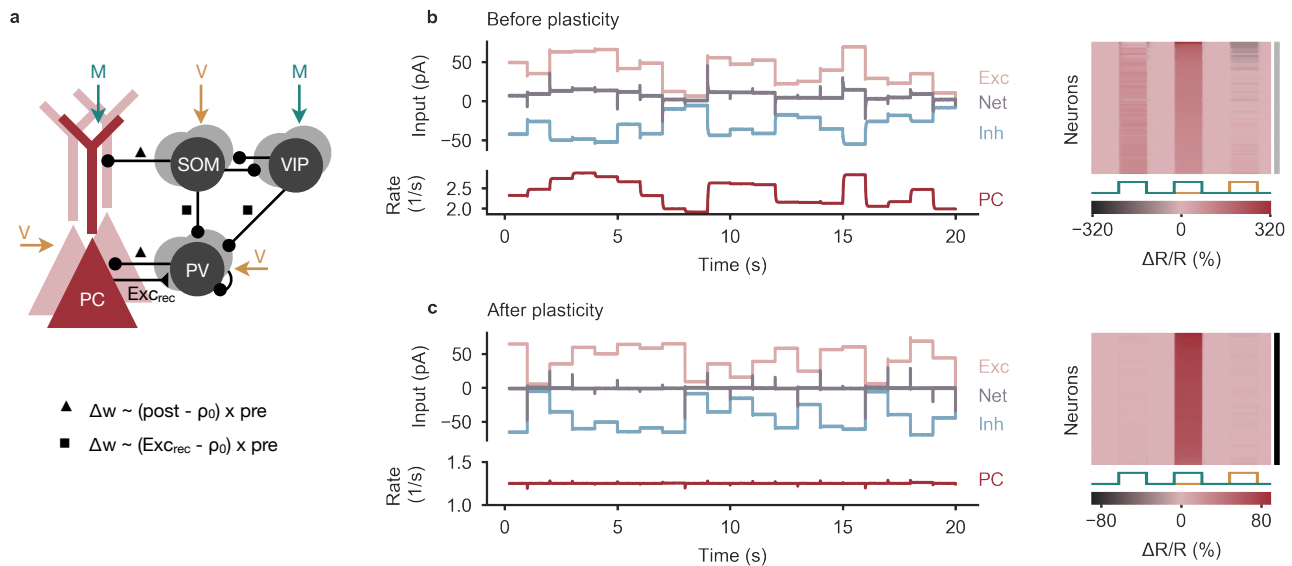 a
M
V
M
SOM
VIP
V
PV
V
PC
Exc_rec
▲ Δw ~ (post - ρ₀) x pre
■ Δw ~ (Exc_rec - ρ₀) x pre
b
Before plasticity
Input (pA)
50
0
−50
Exc
Net
Inh
Rate
(1/s)
2.5
2.0
PC
0 5 10 15 20
Time (s)
Neurons
−320 0 320
ΔR/R (%)
c
After plasticity
Input (pA)
50
0
−50
Exc
Net
Inh
Rate
(1/s)
1.5
1.0
PC
0 5 10 15 20
Time (s)
Neurons
−80 0 80
ΔR/R (%)